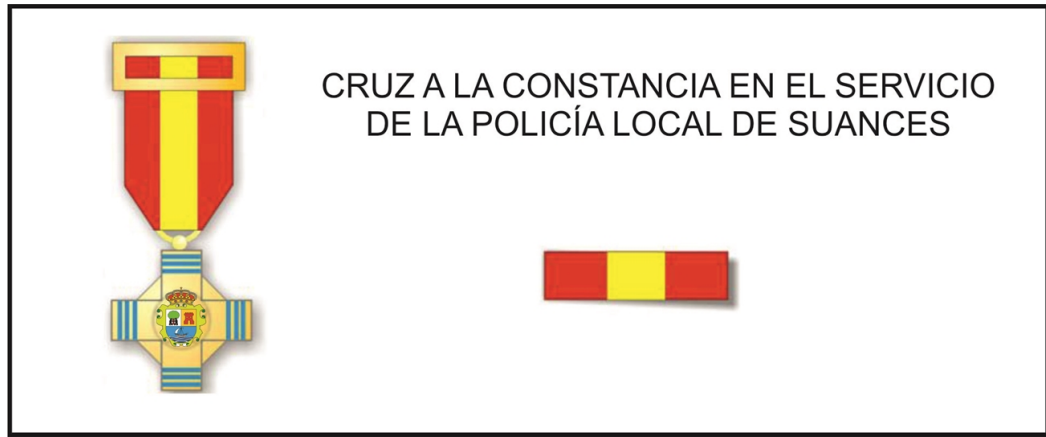 CRUZ A LA CONSTANCIA EN EL SERVICIO
DE LA POLICÍA LOCAL DE SUANCES